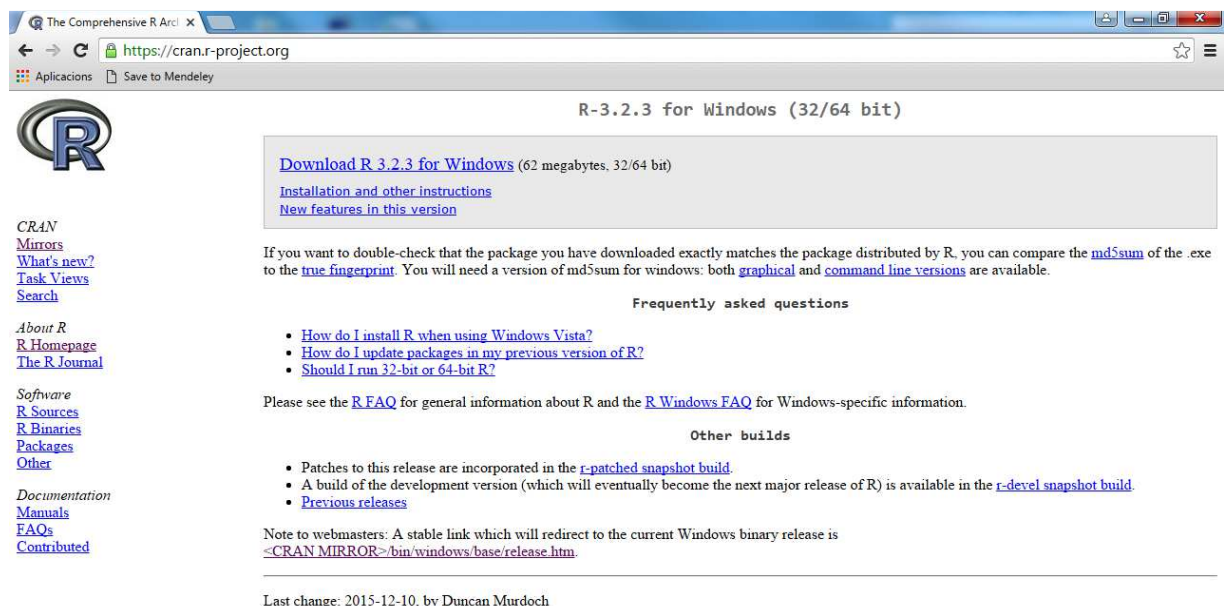 The Comprehensive R Arcl
https://cran.r-project.org
Aplicacions Save to Mendeley
R
CRAN
Mirrors
What's new?
Task Views
Search
About R
R Homepage
The R Journal
Software
R Sources
R Binaries
Packages
Other
Documentation
Manuals
FAQs
Contributed
R-3.2.3 for Windows (32/64 bit)
Download R 3.2.3 for Windows (62 megabytes, 32/64 bit)
Installation and other instructions
New features in this version
If you want to double-check that the package you have downloaded exactly matches the package distributed by R, you can compare the md5sum of the .exe
to the true fingerprint. You will need a version of md5sum for windows: both graphical and command line versions are available.
Frequently asked questions
• How do I install R when using Windows Vista?
• How do I update packages in my previous version of R?
• Should I run 32-bit or 64-bit R?
Please see the R FAQ for general information about R and the R Windows FAQ for Windows-specific information.
Other builds
• Patches to this release are incorporated in the r-patched snapshot build.
• A build of the development version (which will eventually become the next major release of R) is available in the r-devel snapshot build.
• Previous releases
Note to webmasters: A stable link which will redirect to the current Windows binary release is
<CRAN MIRROR>/bin/windows/base/release.htm.
Last change: 2015-12-10, by Duncan Murdoch